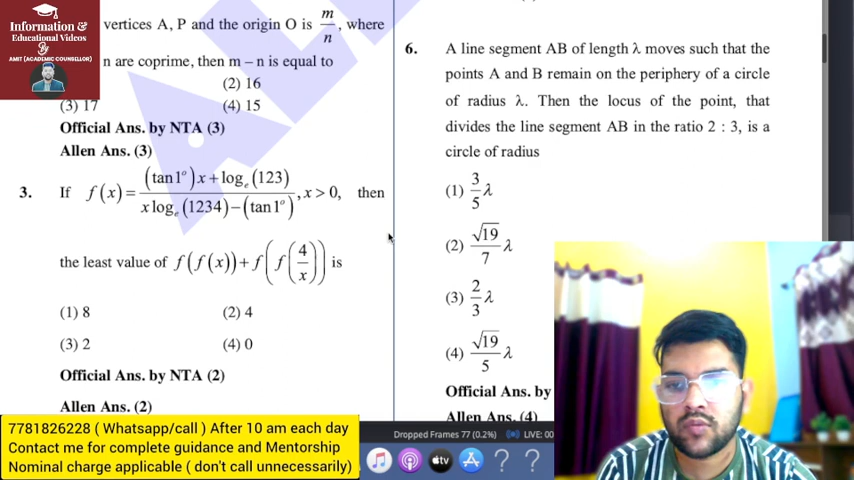 Information &
Educational Videos
By
AMIT (ACADEMIC COUNSELLOR)
vertices A, P and the origin O is m/n, where
n are coprime, then m – n is equal to
(2) 16
(3) 17
(4) 15
Official Ans. by NTA (3)
Allen Ans. (3)
3. If f(x) = ((tan1°)x + logₑ(123)) / (x logₑ(1234) – (tan1°)), x > 0, then
the least value of f(f(x)) + f(f(4/x)) is
(1) 8
(2) 4
(3) 2
(4) 0
Official Ans. by NTA (2)
Allen Ans. (2)
6. A line segment AB of length λ moves such that the
points A and B remain on the periphery of a circle
of radius λ. Then the locus of the point, that
divides the line segment AB in the ratio 2 : 3, is a
circle of radius
(1) 3/5 λ
(2) √19/7 λ
(3) 2/3 λ
(4) √19/5 λ
Official Ans. by
Allen Ans. (4)
7781826228 ( Whatsapp/call ) After 10 am each day
Contact me for complete guidance and Mentorship
Nominal charge applicable ( don't call unnecessarily)
Dropped Frames 77 (0.2%) LIVE: 00
tv
? ?